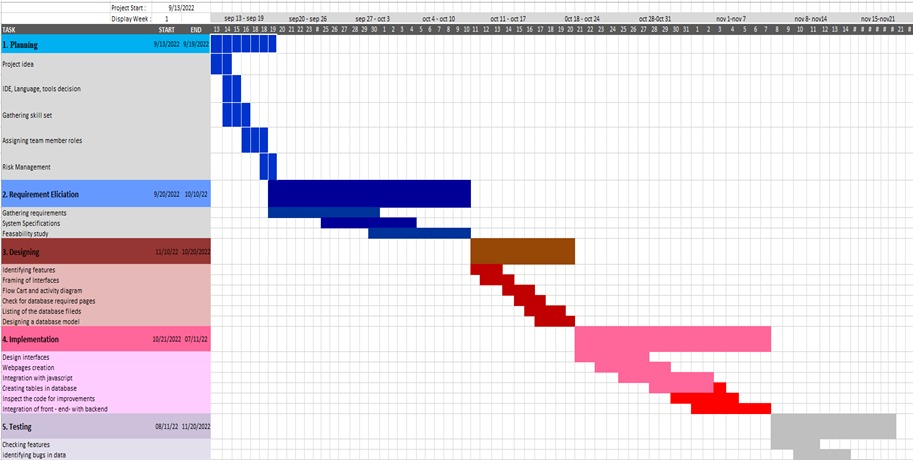 Project Start : 9/13/2022
Display Week : 1
sep 13 - sep 19 sep20 - sep 26 sep 27 - oct 3 oct 4 - oct 10 oct 11 - oct 17 Oct 18 - oct 24 oct 28-Oct 31 nov 1-nov 7 nov 8- nov14 nov 15-nov21
TASK START END 13 14 15 16 17 18 19 20 21 22 23 # 25 26 27 28 29 30 1 2 3 4 5 6 7 8 9 10 11 12 13 14 15 16 17 18 19 20 21 22 23 24 25 26 27 28 29 30 31 1 2 3 4 5 6 7 8 9 10 11 12 13 14 15
1. Planning 9/13/2022 9/19/2022
Project idea
IDE, Language, tools decision
Gathering skill set
Assigning team member roles
Risk Management
2. Requirement Eliciation 9/20/2022 10/10/22
Gathering requirements
System Specifications
Feasability study
3. Designing 11/10/22 10/20/2022
Identifying features
Framing of Interfaces
Flow Cart and activity diagram
Check for database required pages
Listing of the database fileds
Designing a database model
4. Implementation 10/21/2022 07/11/22
Design interfaces
Webpages creation
Integration with javascript
Creating tables in database
Inspect the code for improvements
Integration of front - end- with backend
5. Testing 08/11/22 11/20/2022
Checking features
Identifying bugs in data